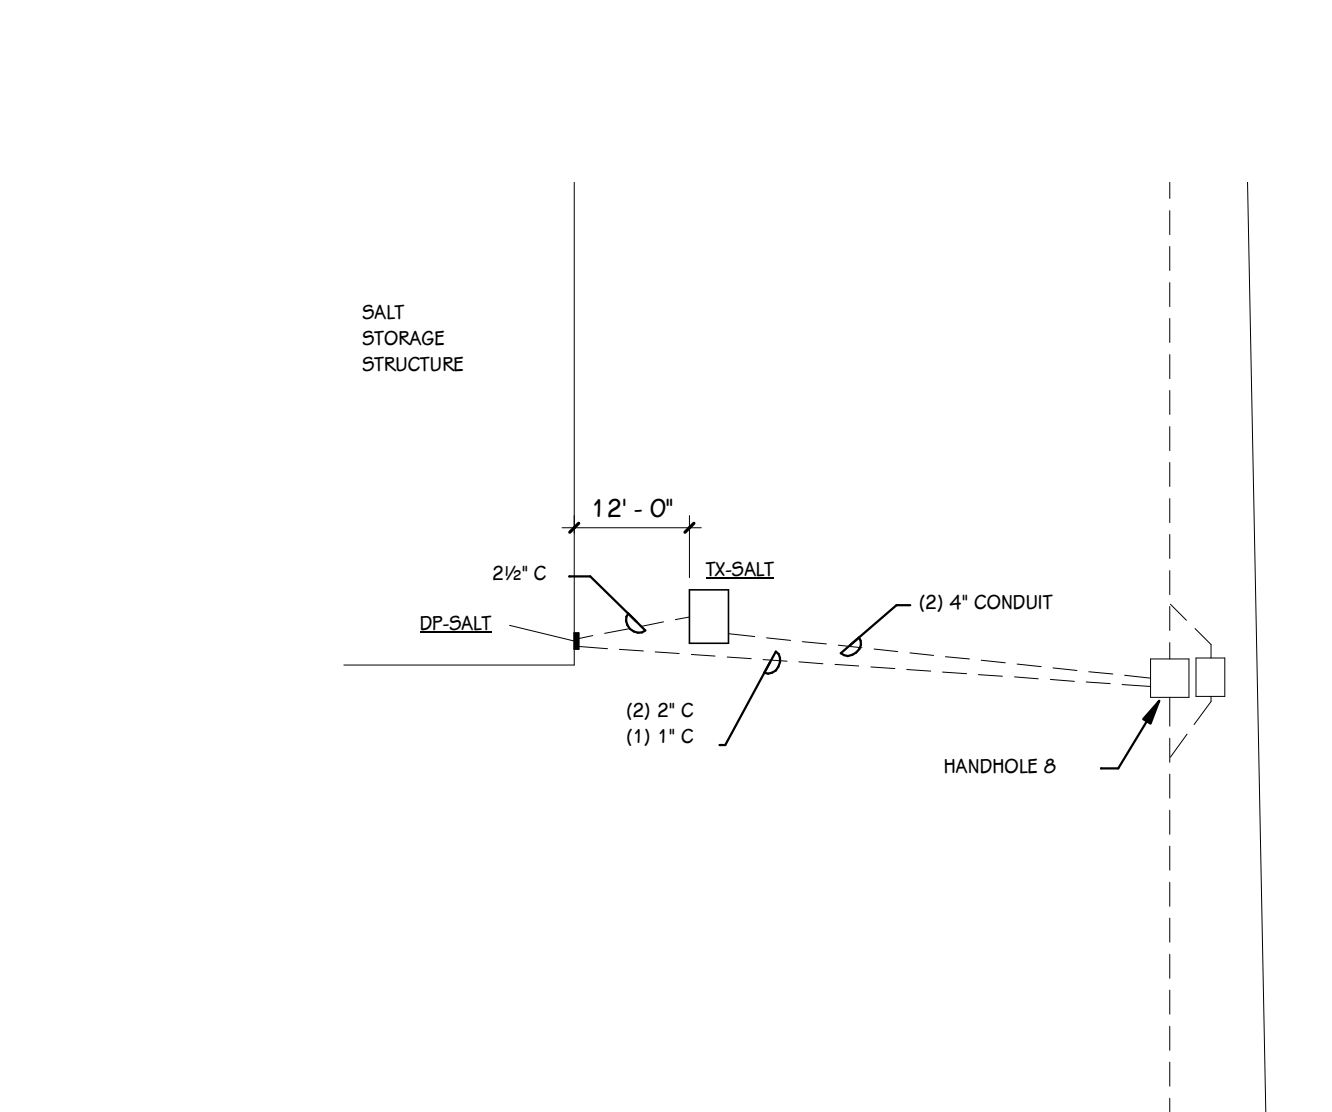 SALT
STORAGE
STRUCTURE
12' - 0"
2½" C
TX-SALT
DP-SALT
(2) 4" CONDUIT
(2) 2" C
(1) 1" C
HANDHOLE 8